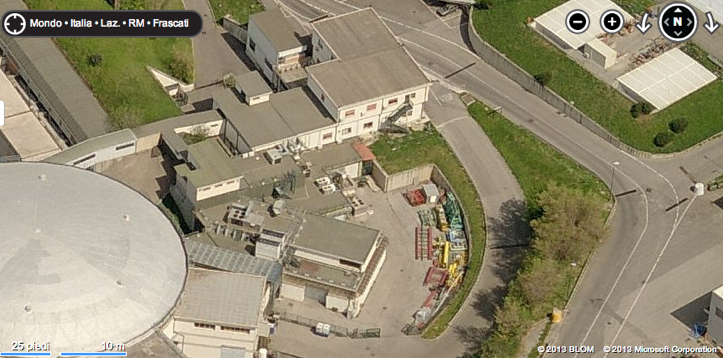 Mondo • Italia • Laz. • RM • Frascati
N
25 piedi 10 m
© 2013 BLOM © 2013 Microsoft Corporation